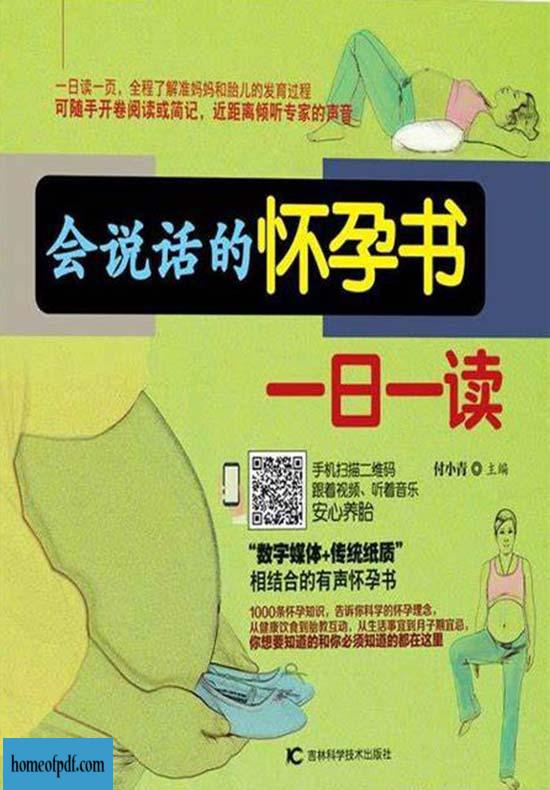 一日读一页，全程了解准妈妈和胎儿的发育过程
可随手开卷阅读或简记，近距离倾听专家的声音
会说话的怀孕书
一日一读
手机扫描二维码
跟着视频、听着音乐
安心养胎
付小青 主编
“数字媒体+传统纸质”
相结合的有声怀孕书
1000条怀孕知识，告诉你科学的怀孕理念，
从健康饮食到胎教互动，从生活事宜到月子期宜忌，
你想要知道的和你必须知道的都在这里
吉林科学技术出版社
homeofpdf.com